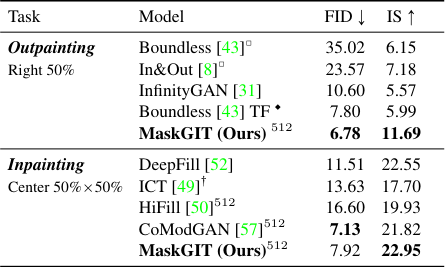 Task Model FID ↓ IS ↑
Outpainting Boundless [43]□ 35.02 6.15
Right 50% In&Out [8]□ 23.57 7.18
InfinityGAN [31] 10.60 5.57
Boundless [43] TF ◆ 7.80 5.99
MaskGIT (Ours) 512 6.78 11.69
Inpainting DeepFill [52] 11.51 22.55
Center 50%×50% ICT [49]† 13.63 17.70
HiFill [50]512 16.60 19.93
CoModGAN [57]512 7.13 21.82
MaskGIT (Ours)512 7.92 22.95